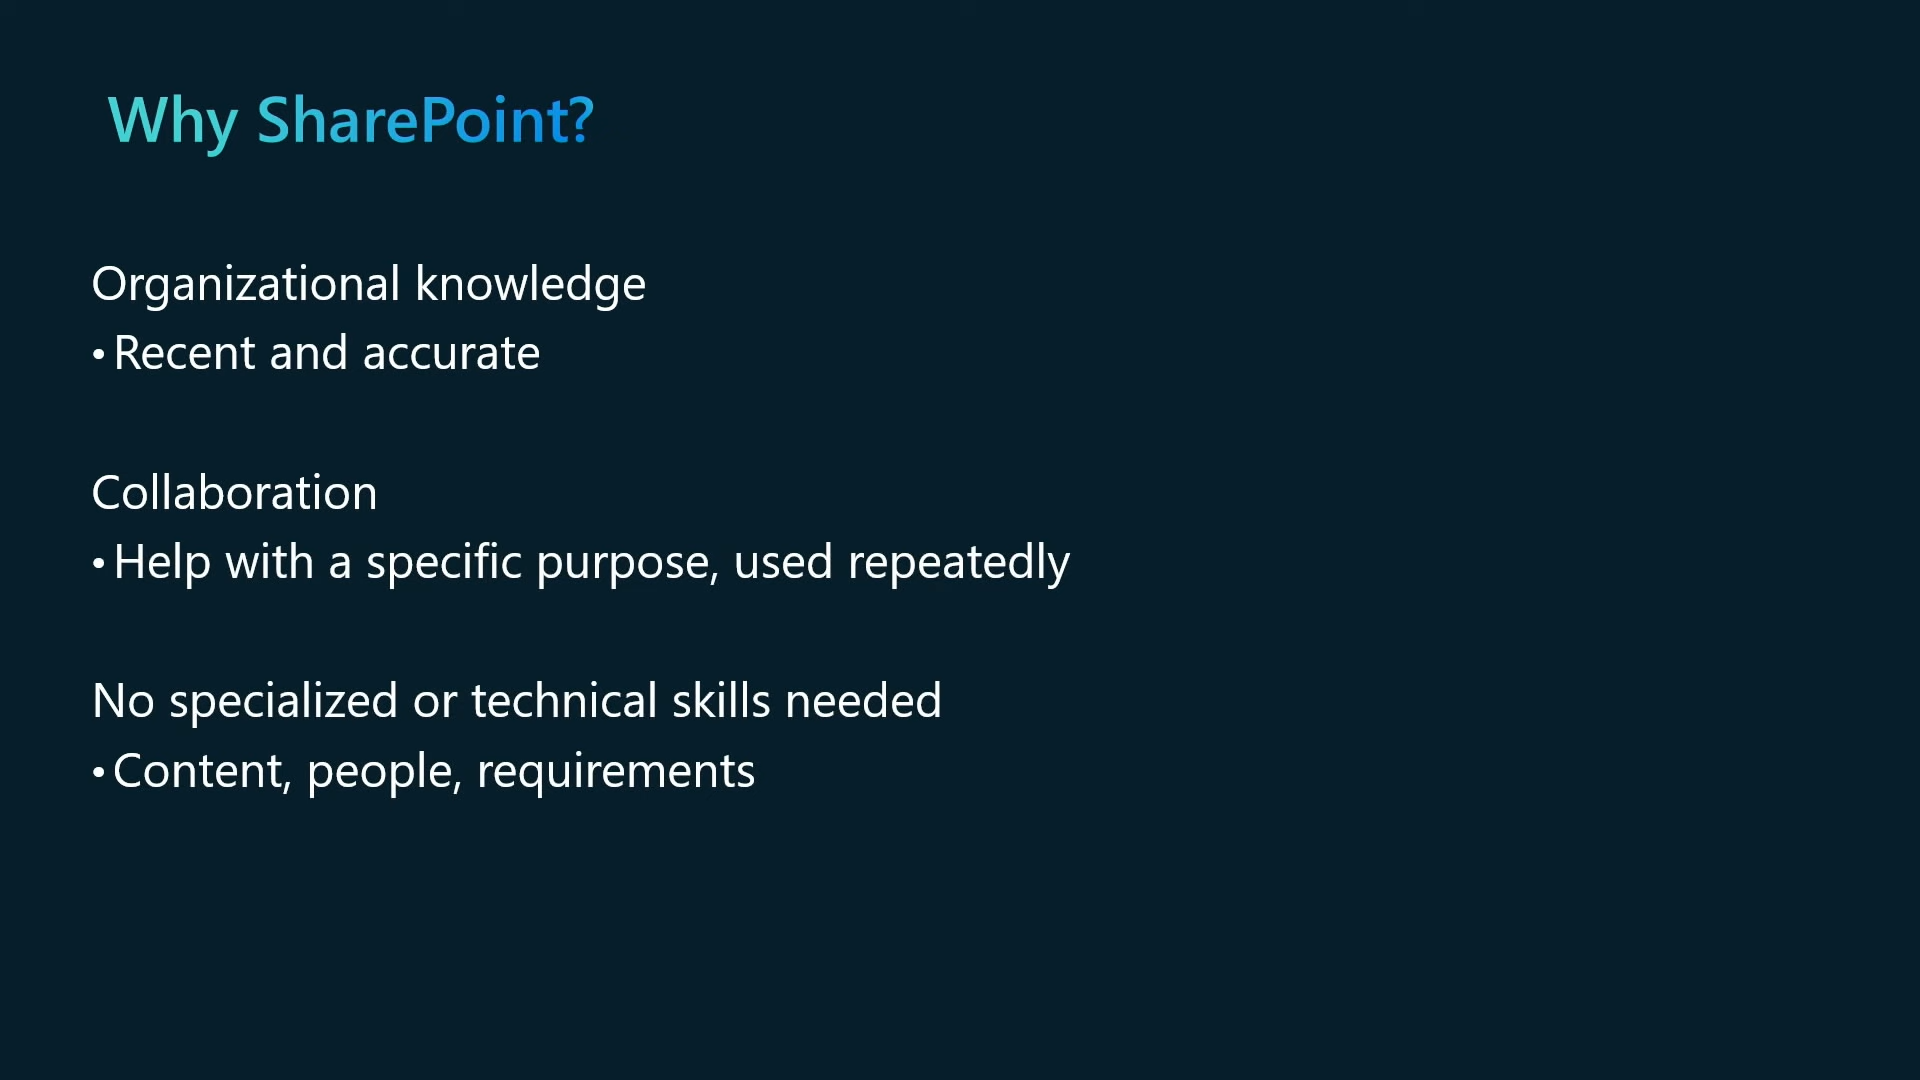 Why SharePoint?
Organizational knowledge
• Recent and accurate
Collaboration
• Help with a specific purpose, used repeatedly
No specialized or technical skills needed
• Content, people, requirements